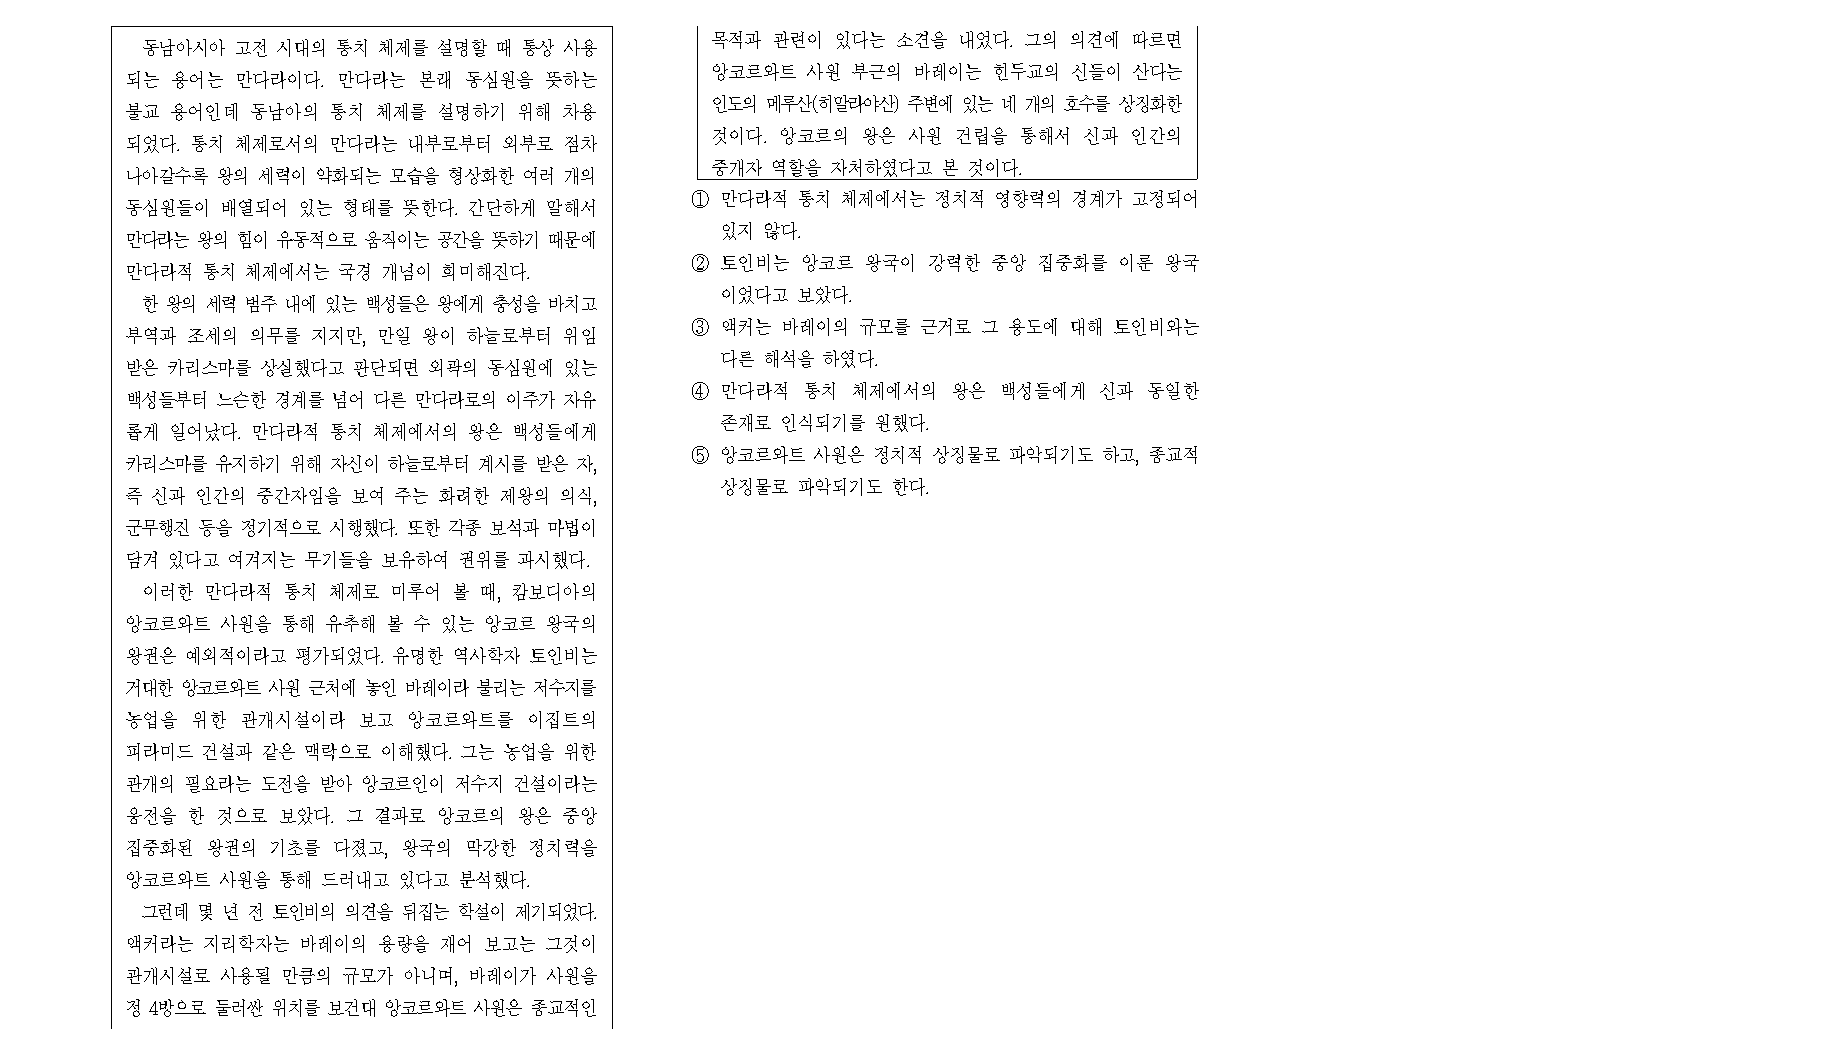 동남아시아 고전 시대의 통치 체제를 설명할 때 통상 사용
되는 용어는 만다라이다. 만다라는 본래 동심원을 뜻하는
불교 용어인데 동남아의 통치 체제를 설명하기 위해 차용
되었다. 통치 체제로서의 만다라는 내부로부터 외부로 점차
나아갈수록 왕의 세력이 약화되는 모습을 형상화한 여러 개의
동심원들이 배열되어 있는 형태를 뜻한다. 간단하게 말해서
만다라는 왕의 힘이 유동적으로 움직이는 공간을 뜻하기 때문에
만다라적 통치 체제에서는 국경 개념이 희미해진다.
한 왕의 세력 범주 내에 있는 백성들은 왕에게 충성을 바치고
부역과 조세의 의무를 지지만, 만일 왕이 하늘로부터 위임
받은 카리스마를 상실했다고 판단되면 외곽의 동심원에 있는
백성들부터 느슨한 경계를 넘어 다른 만다라로의 이주가 자유
롭게 일어났다. 만다라적 통치 체제에서의 왕은 백성들에게
카리스마를 유지하기 위해 자신이 하늘로부터 계시를 받은 자,
즉 신과 인간의 중간자임을 보여 주는 화려한 제왕의 의식,
군무행진 등을 정기적으로 시행했다. 또한 각종 보석과 마법이
담겨 있다고 여겨지는 무기들을 보유하여 권위를 과시했다.
이러한 만다라적 통치 체제로 미루어 볼 때, 캄보디아의
앙코르와트 사원을 통해 유추해 볼 수 있는 앙코르 왕국의
왕권은 예외적이라고 평가되었다. 유명한 역사학자 토인비는
거대한 앙코르와트 사원 근처에 놓인 바레이라 불리는 저수지를
농업을 위한 관개시설이라 보고 앙코르와트를 이집트의
피라미드 건설과 같은 맥락으로 이해했다. 그는 농업을 위한
관개의 필요라는 도전을 받아 앙코르인이 저수지 건설이라는
응전을 한 것으로 보았다. 그 결과로 앙코르의 왕은 중앙
집중화된 왕권의 기초를 다졌고, 왕국의 막강한 정치력을
앙코르와트 사원을 통해 드러내고 있다고 분석했다.
그런데 몇 년 전 토인비의 의견을 뒤집는 학설이 제기되었다.
액커라는 지리학자는 바레이의 용량을 재어 보고는 그것이
관개시설로 사용될 만큼의 규모가 아니며, 바레이가 사원을
정 4방으로 둘러싼 위치를 보건대 앙코르와트 사원은 종교적인
목적과 관련이 있다는 소견을 내었다. 그의 의견에 따르면
앙코르와트 사원 부근의 바레이는 힌두교의 신들이 산다는
인도의 메루산(히말라야산) 주변에 있는 네 개의 호수를 상징화한
것이다. 앙코르의 왕은 사원 건립을 통해서 신과 인간의
중개자 역할을 자처하였다고 본 것이다.
① 만다라적 통치 체제에서는 정치적 영향력의 경계가 고정되어
있지 않다.
② 토인비는 앙코르 왕국이 강력한 중앙 집중화를 이룬 왕국
이었다고 보았다.
③ 액커는 바레이의 규모를 근거로 그 용도에 대해 토인비와는
다른 해석을 하였다.
④ 만다라적 통치 체제에서의 왕은 백성들에게 신과 동일한
존재로 인식되기를 원했다.
⑤ 앙코르와트 사원은 정치적 상징물로 파악되기도 하고, 종교적
상징물로 파악되기도 한다.